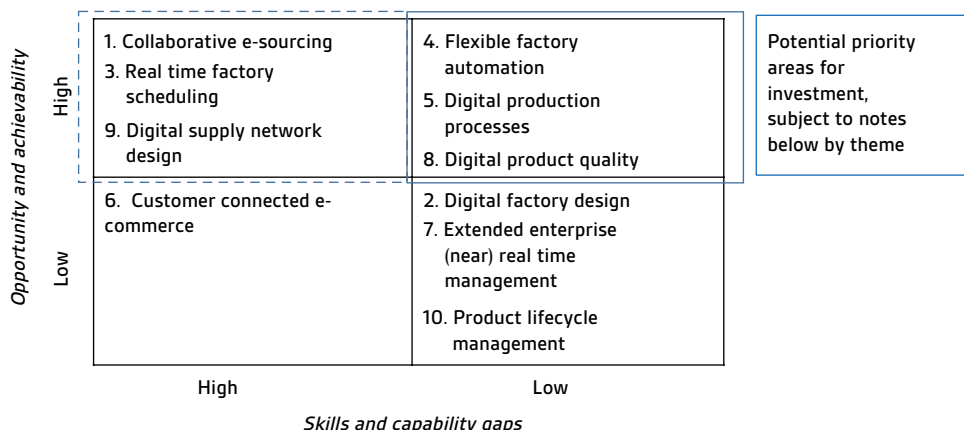 Opportunity and achievability
High
Low
1. Collaborative e-sourcing
3. Real time factory
scheduling
9. Digital supply network
design
4. Flexible factory
automation
5. Digital production
processes
8. Digital product quality
Potential priority
areas for
investment,
subject to notes
below by theme
6. Customer connected e-
commerce
2. Digital factory design
7. Extended enterprise
(near) real time
management
10. Product lifecycle
management
High
Low
Skills and capability gaps